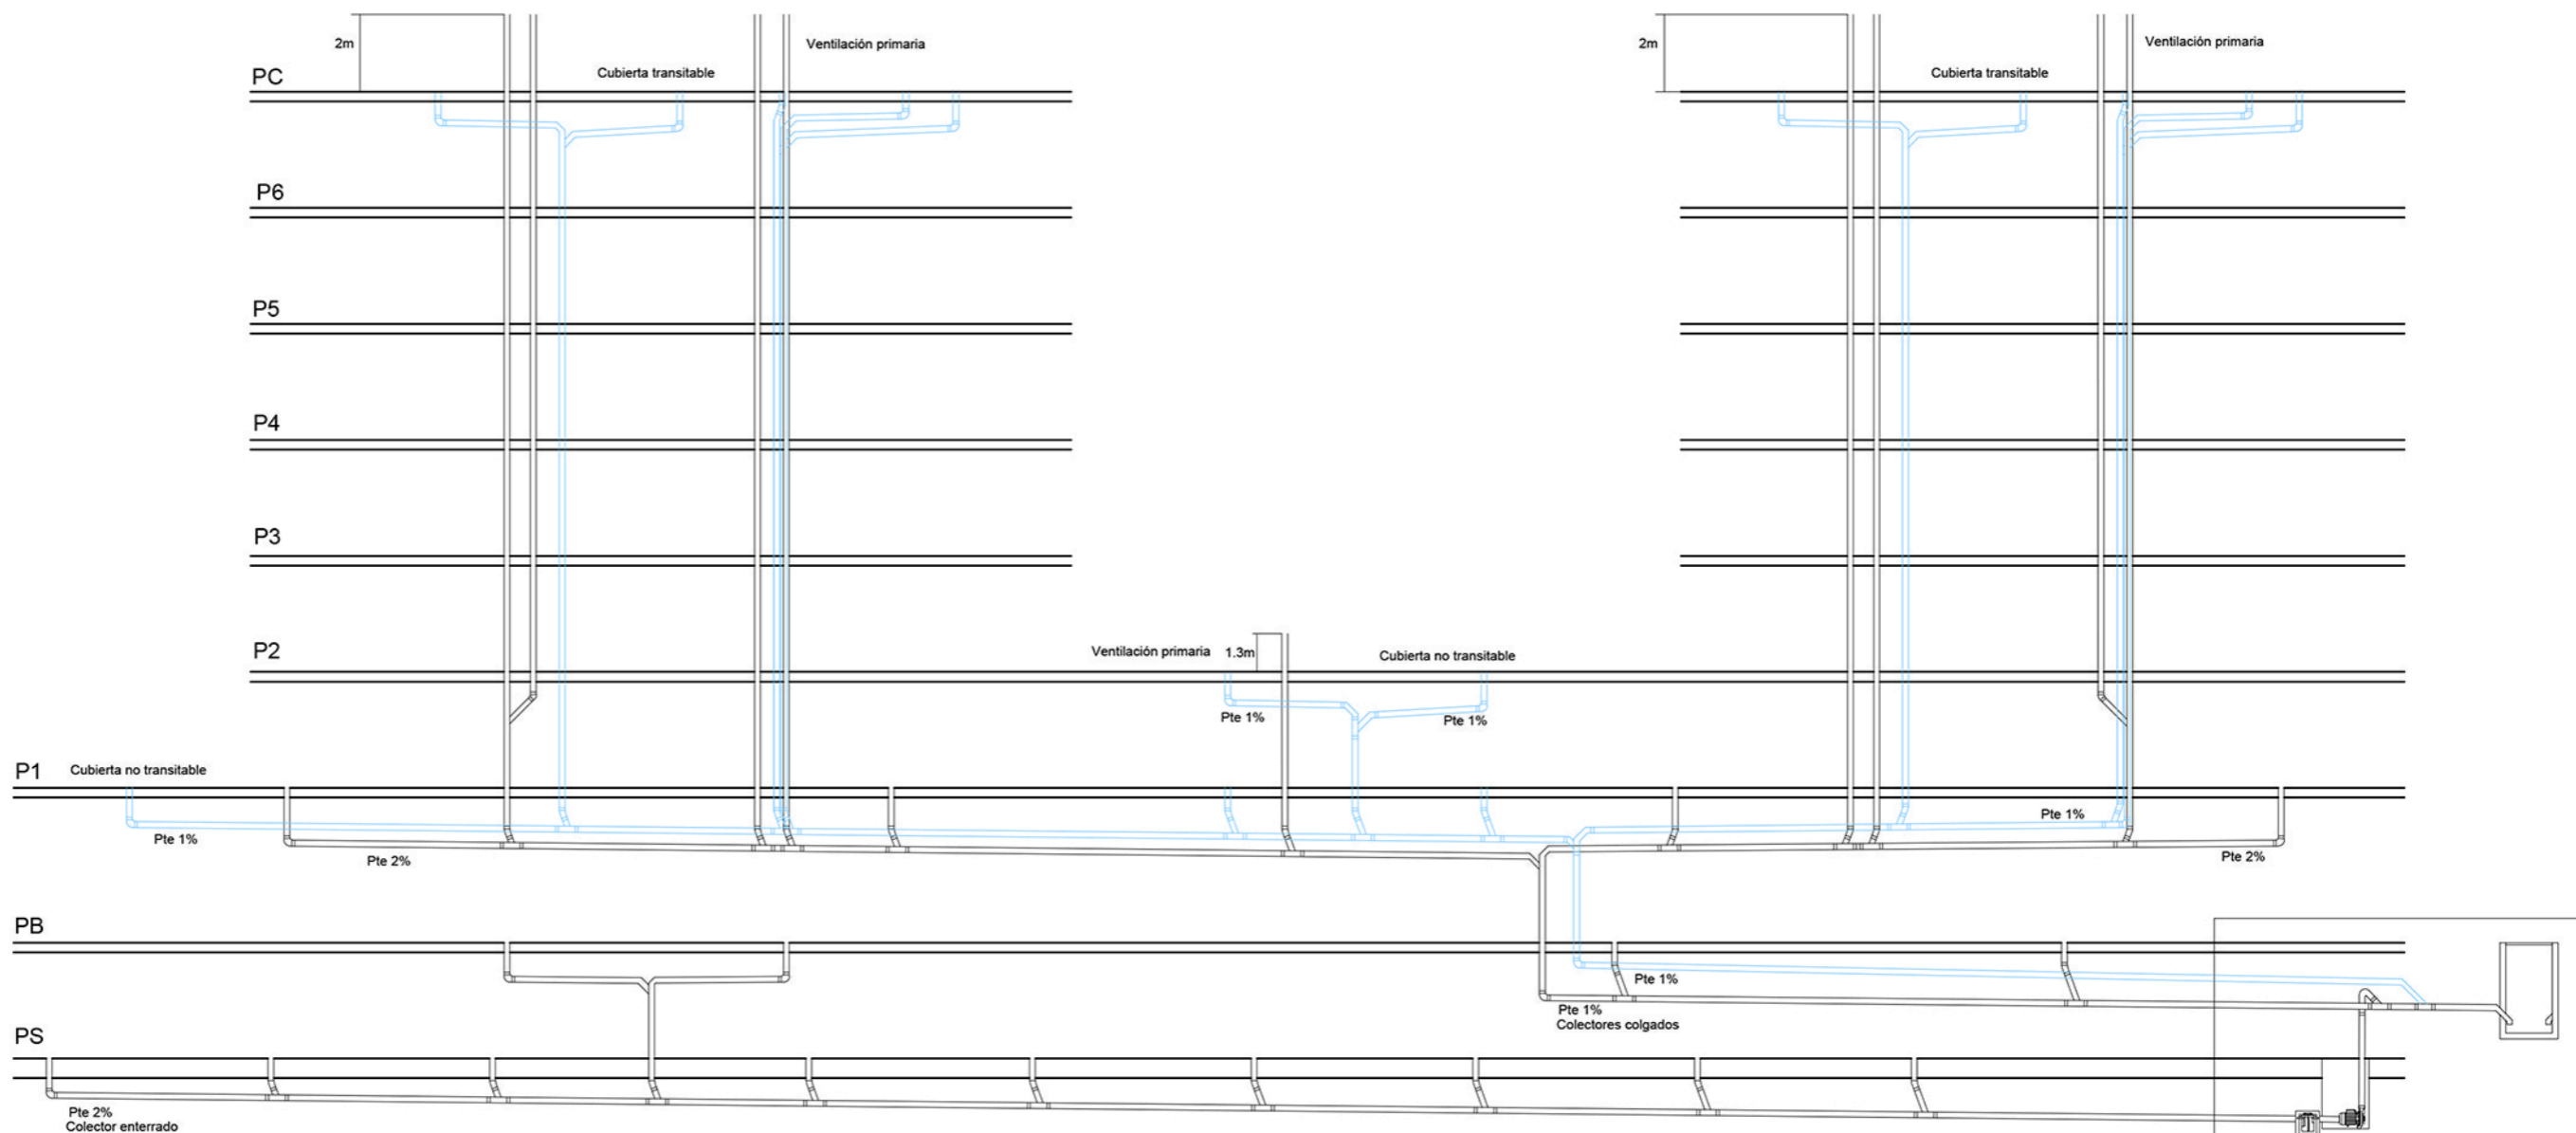 2m
Ventilación primaria
2m
Ventilación primaria
PC
Cubierta transitable
Cubierta transitable
P6
P5
P4
P3
P2
Ventilación primaria
1.3m
Cubierta no transitable
Pte 1%
Pte 1%
P1
Cubierta no transitable
Pte 1%
Pte 1%
Pte 2%
Pte 2%
PB
Pte 1%
Pte 1%
Colectores colgados
PS
Pte 2%
Colector enterrado